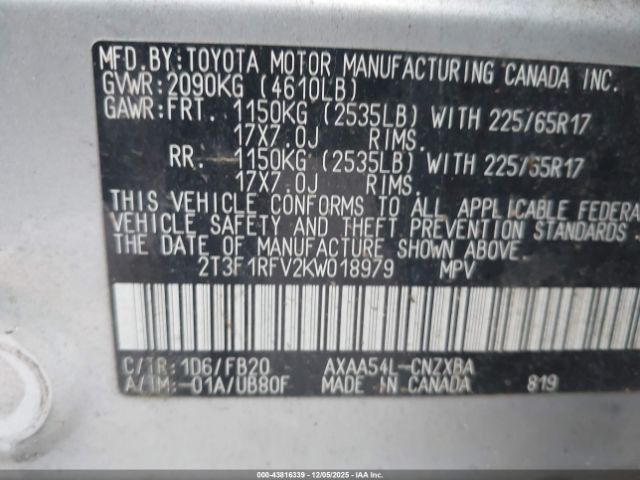 MFD.BY:TOYOTA MOTOR MANUFACTURING CANADA INC.
GVWR:2090KG (4610LB)
GAWR:FRT. 1150KG (2535LB) WITH 225/65R17
17X7.0J RIMS.
RR. 1150KG (2535LB) WITH 225/65R17
17X7.0J RIMS.
THIS VEHICLE CONFORMS TO ALL APPLICABLE FEDERA
VEHICLE SAFETY AND THEFT PREVENTION STANDARDS
THE DATE OF MANUFACTURE SHOWN ABOVE.
2T3F1RFV2KW018979 MPV
C/TR:1D6/FB20 AXAA54L-CNZXBA
A/TM:-01A/UB80F MADE IN CANADA 819
000-43816339 - 12/05/2025 - IAAI.COM